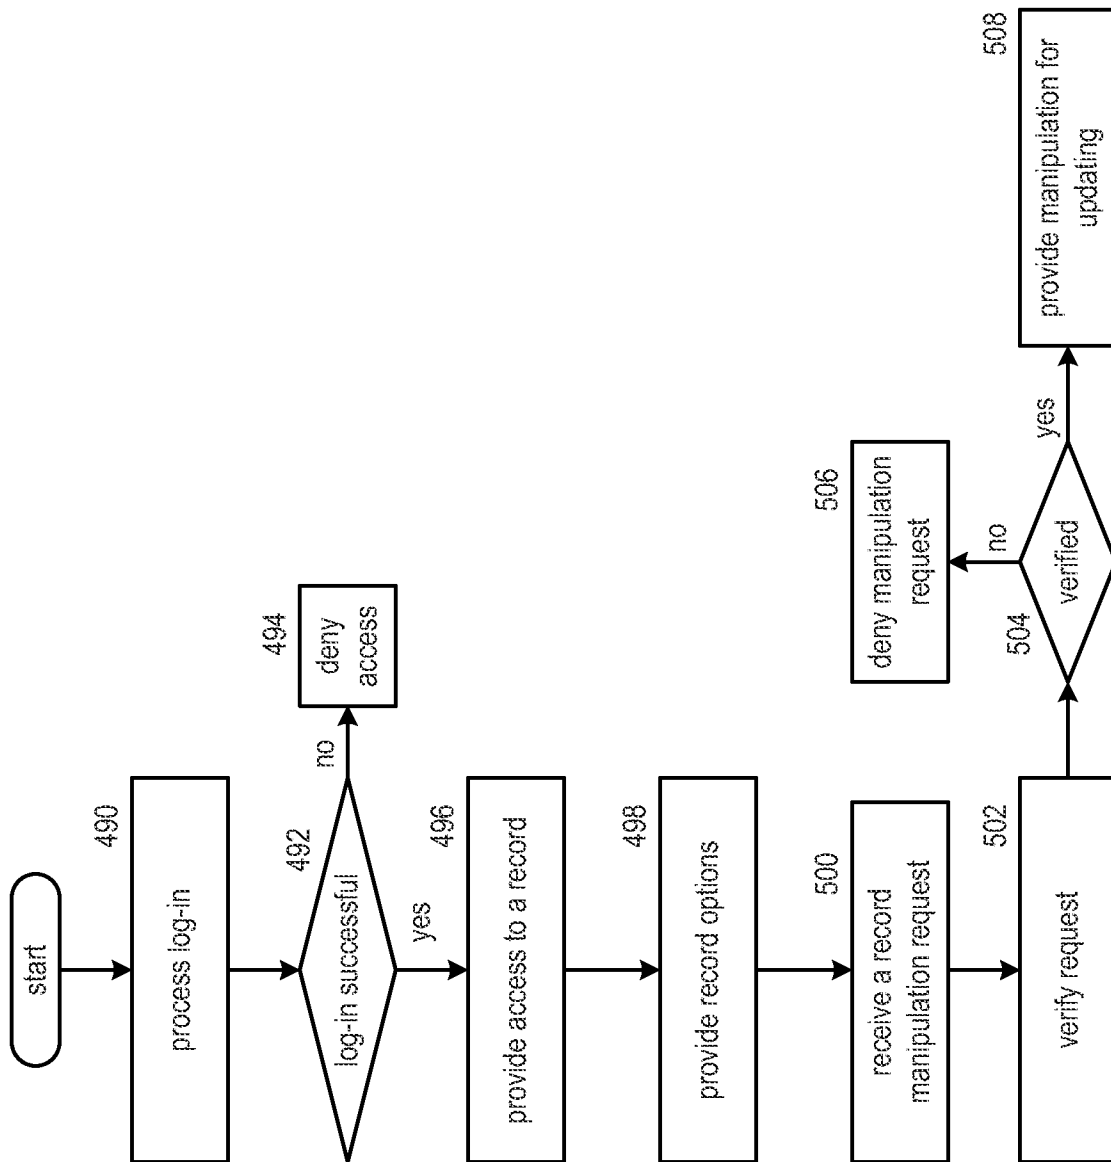 start
490
process log-in
492
log-in successful
no
494
deny
access
yes
496
provide access to a record
498
provide record options
500
receive a record
manipulation request
502
verify request
504
verified
no
506
deny manipulation
request
yes
508
provide manipulation for
updating